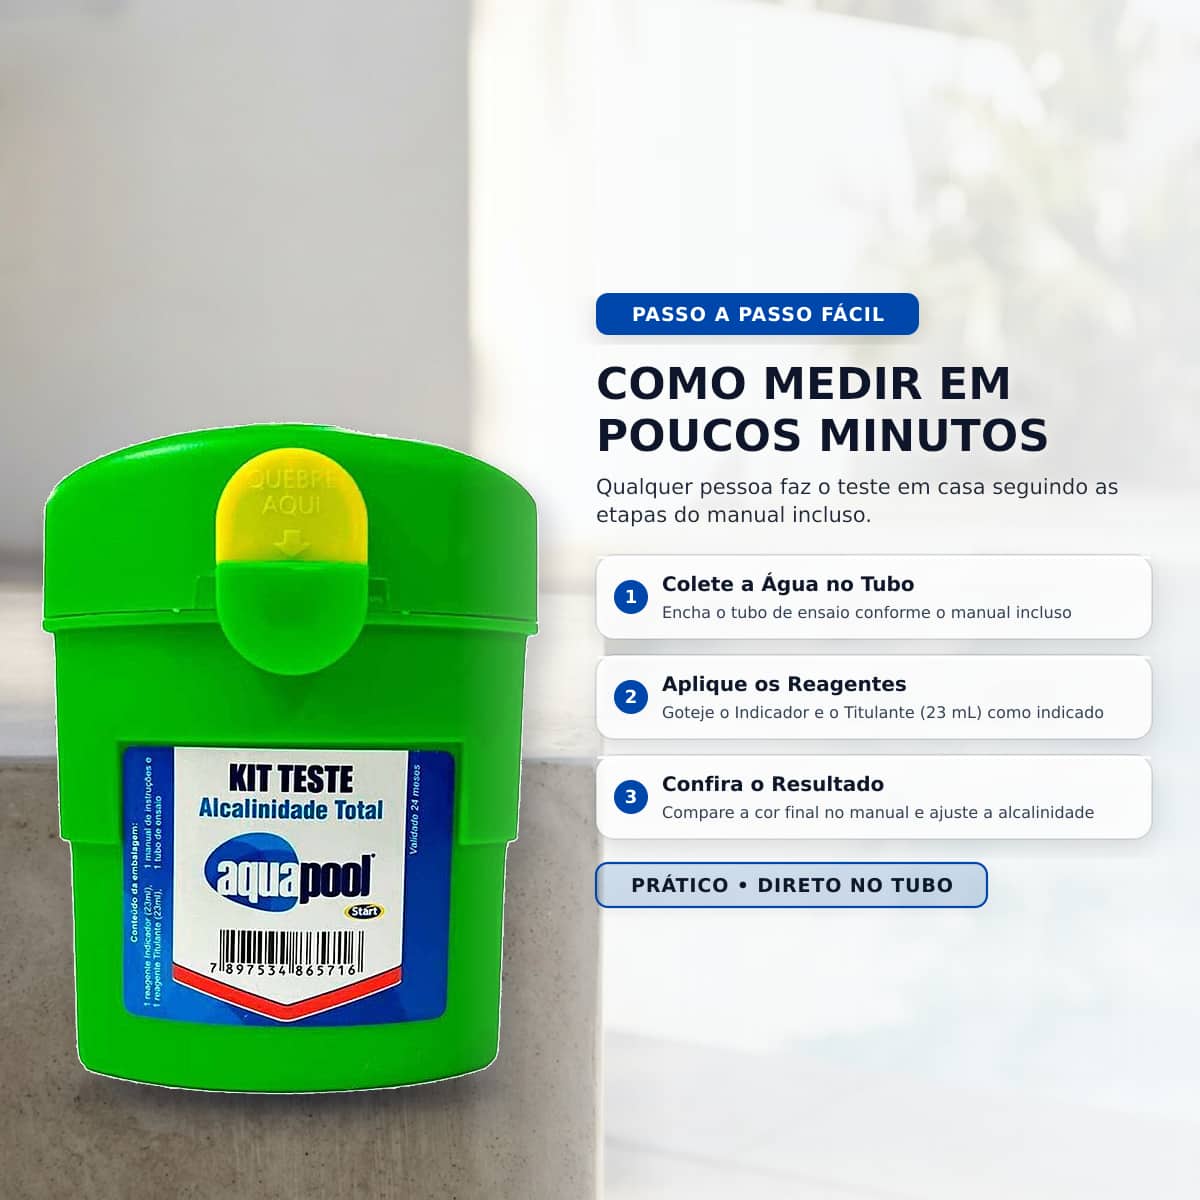 PASSO A PASSO FÁCIL
COMO MEDIR EM
POUCOS MINUTOS
Qualquer pessoa faz o teste em casa seguindo as
etapas do manual incluso.
1
Colete a Água no Tubo
Encha o tubo de ensaio conforme o manual incluso
2
Aplique os Reagentes
Goteje o Indicador e o Titulante (23 mL) como indicado
3
Confira o Resultado
Compare a cor final no manual e ajuste a alcalinidade
PRÁTICO • DIRETO NO TUBO
QUEBRE
AQUI
KIT TESTE
Alcalinidade Total
aquapool
Start
7 897534 865716
Conteúdo da embalagem:
1 reagente Indicador (23ml), 1 manual de instruções e
1 reagente Titulante (23ml), 1 tubo de ensaio
Validade 24 meses